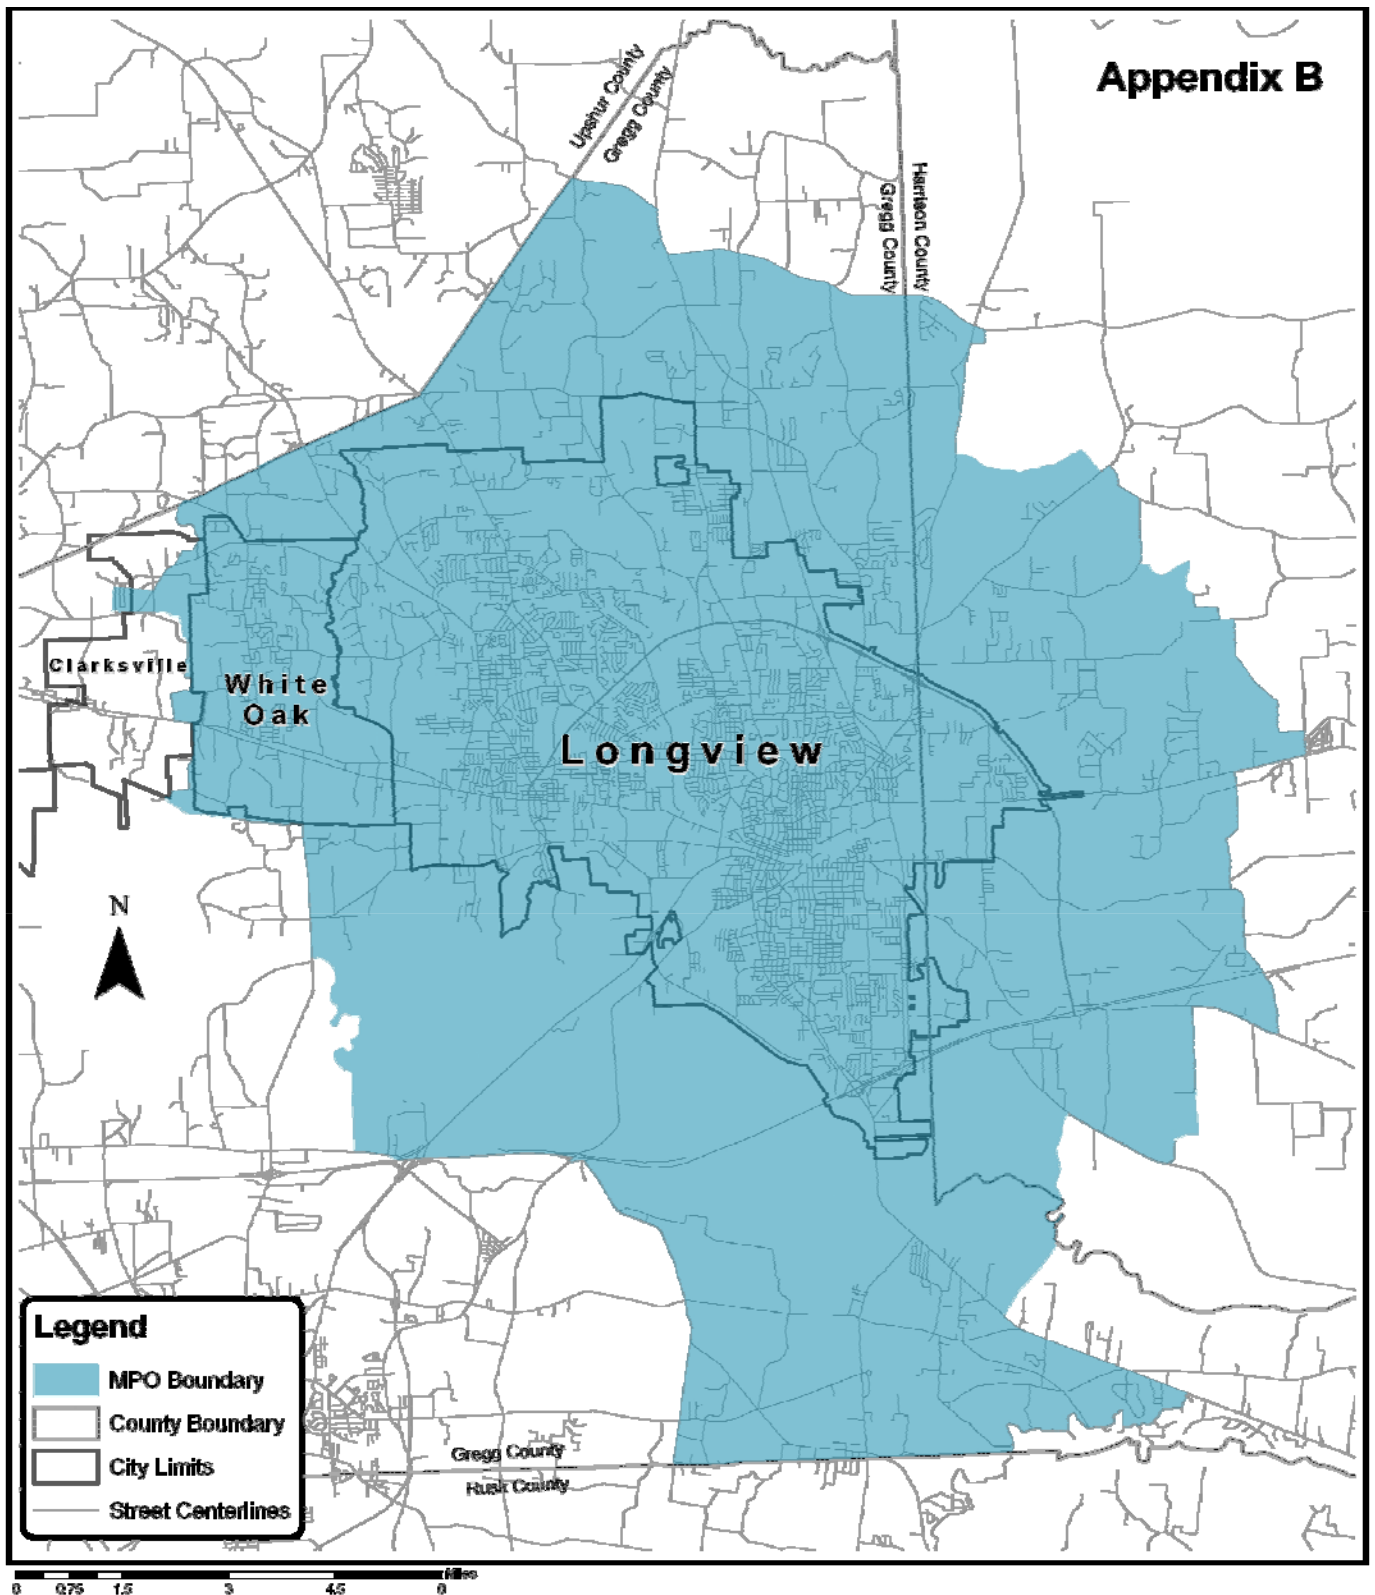 Appendix B
Upshur County
Gregg County
Harrison County
Gregg County
Clarksville
White
Oak
Longview
N
Legend
MPO Boundary
County Boundary
City Limits
Street Centerlines
Gregg County
Rusk County
Miles
0 0.75 1.5 3 4.5 6